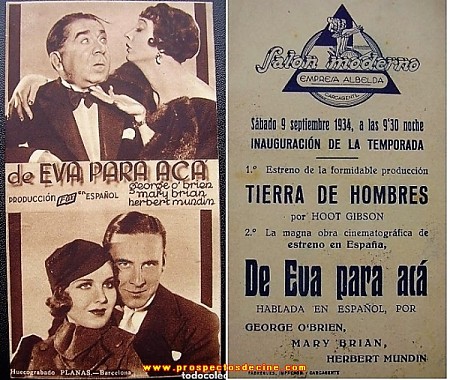 de EVA PARA ACÁ
PRODUCCIÓN FOX en ESPAÑOL
george o'brien
mary brian
herbert mundin
Huecograbado PLANAS.—Barcelona
todocolec
Salón moderno
EMPRESA ALBELDA
CARCAGENTE
Sábado 9 septiembre 1934, a las 9'30 noche
INAUGURACIÓN DE LA TEMPORADA
1.º Estreno de la formidable producción
TIERRA DE HOMBRES
por HOOT GIBSON
2.º La magna obra cinematográfica de
estreno en España,
De Eva para acá
HABLADA EN ESPAÑOL, POR
GEORGE O'BRIEN,
MARY BRIAN,
HERBERT MUNDIN
CARCAGENTE
www.prospectosdecine.com